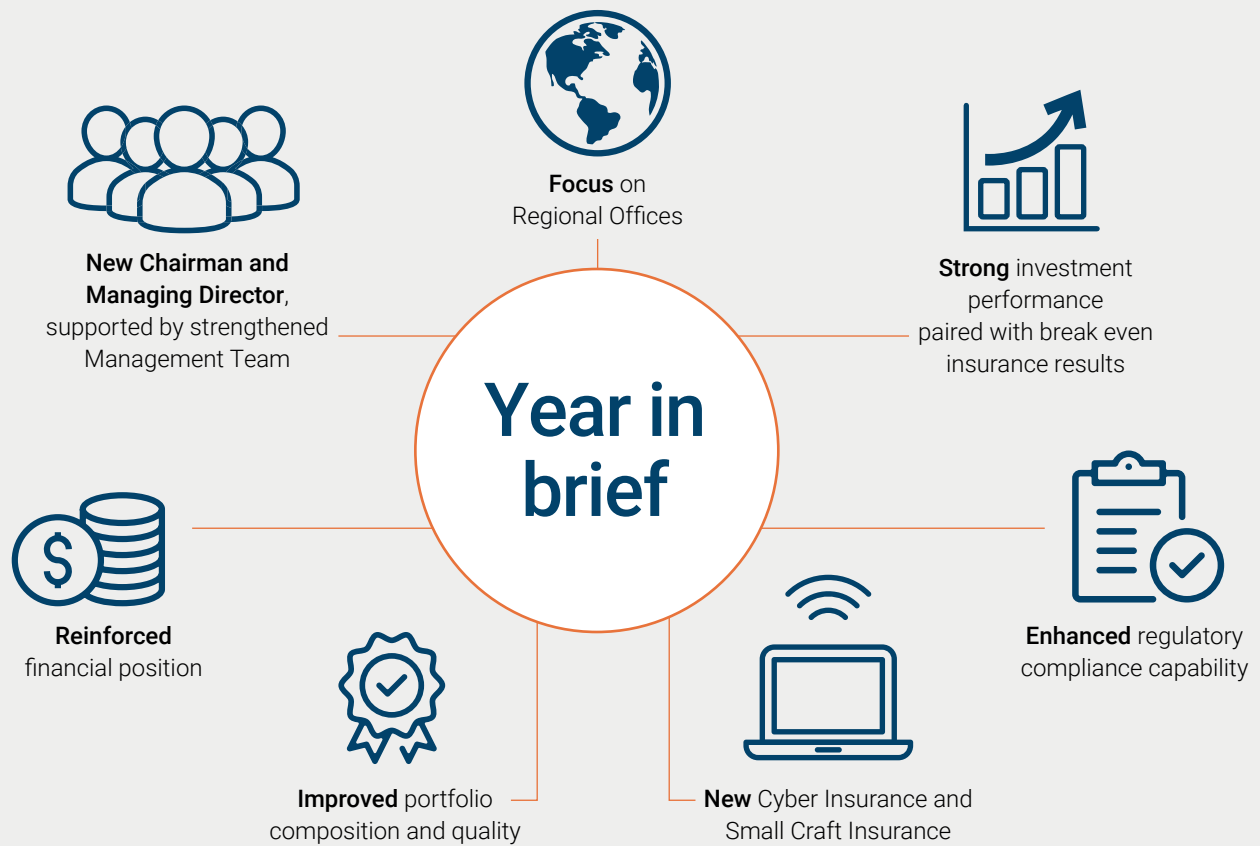 Focus on
Regional Offices
New Chairman and
Managing Director,
supported by strengthened
Management Team
Strong investment
performance
paired with break even
insurance results
Year in
brief
$
Reinforced
financial position
Enhanced regulatory
compliance capability
Improved portfolio
composition and quality
New Cyber Insurance and
Small Craft Insurance